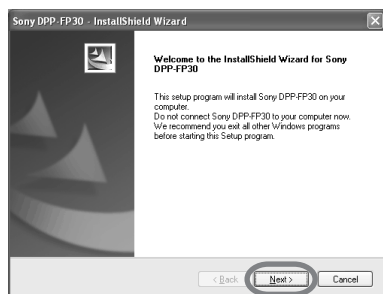 Sony DPP-FP30 - InstallShield Wizard
Welcome to the InstallShield Wizard for Sony
DPP-FP30
This setup program will install Sony DPP-FP30 on your
computer.
Do not connect Sony DPP-FP30 to your computer now.
We recommend you exit all other Windows programs
before starting this Setup program.
< Back Next > Cancel